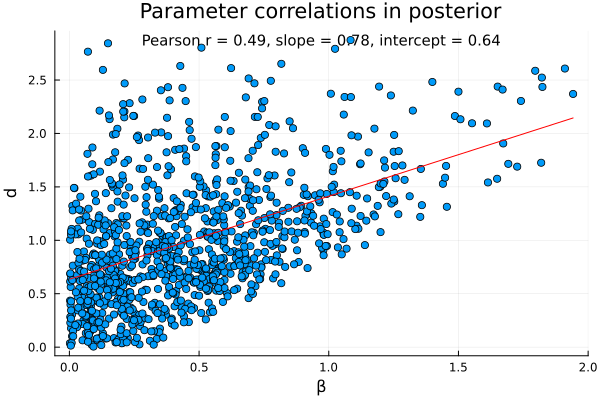 Parameter correlations in posterior
Pearson r = 0.49, slope = 0.78, intercept = 0.64
2.5
2.0
1.5
1.0
0.5
0.0
d
0.0 0.5 1.0 1.5 2.0
β